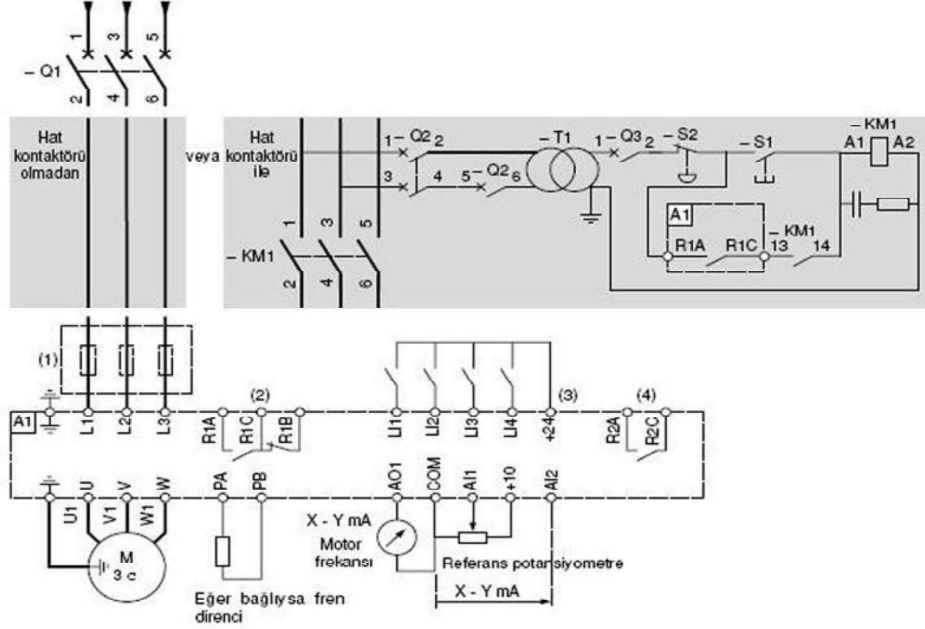 1 3 5
– Q1
2 4 6
Hat kontaktörü olmadan
veya
Hat kontaktörü ile
1 – Q2 2
3 4 5 – Q2 6
– T1
1 – Q3 2
– S2
– S1
– KM1
A1 A2
A1
R1A R1C
– KM1
13 14
1 3 5
– KM1
2 4 6
(1)
(2)
(3)
(4)
A1
L1 L2 L3 R1A R1C R1B LI1 LI2 LI3 LI4 +24 R2A R2C
U V W PA PB AO1 COM AI1 +10 AI2
U1 V1 W1
M
3 c
X - Y mA
Motor
frekansı
Referans potansiyometre
X - Y mA
Eğer bağlıysa fren
direnci